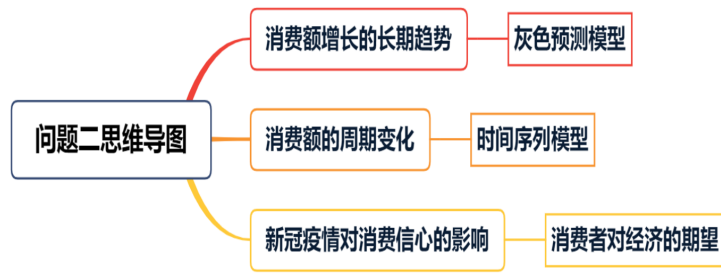 消费额增长的长期趋势
灰色预测模型
问题二思维导图
消费额的周期变化
时间序列模型
新冠疫情对消费信心的影响
消费者对经济的期望